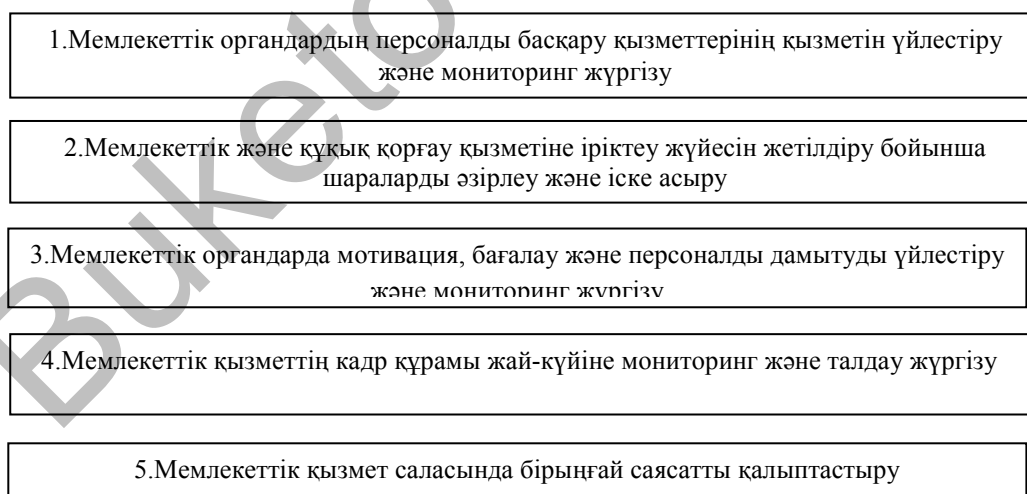 1.Мемлекеттік органдардың персоналды басқару қызметтерінің қызметін үйлестіру
және мониторинг жүргізу
2.Мемлекеттік және құқық қорғау қызметіне іріктеу жүйесін жетілдіру бойынша
шараларды әзірлеу және іске асыру
3.Мемлекеттік органдарда мотивация, бағалау және персоналды дамытуды үйлестіру
және мониторинг жүргізу
4.Мемлекеттік қызметтің кадр құрамы жай-күйіне мониторинг және талдау жүргізу
5.Мемлекеттік қызмет саласында бірыңғай саясатты қалыптастыру
Buketo